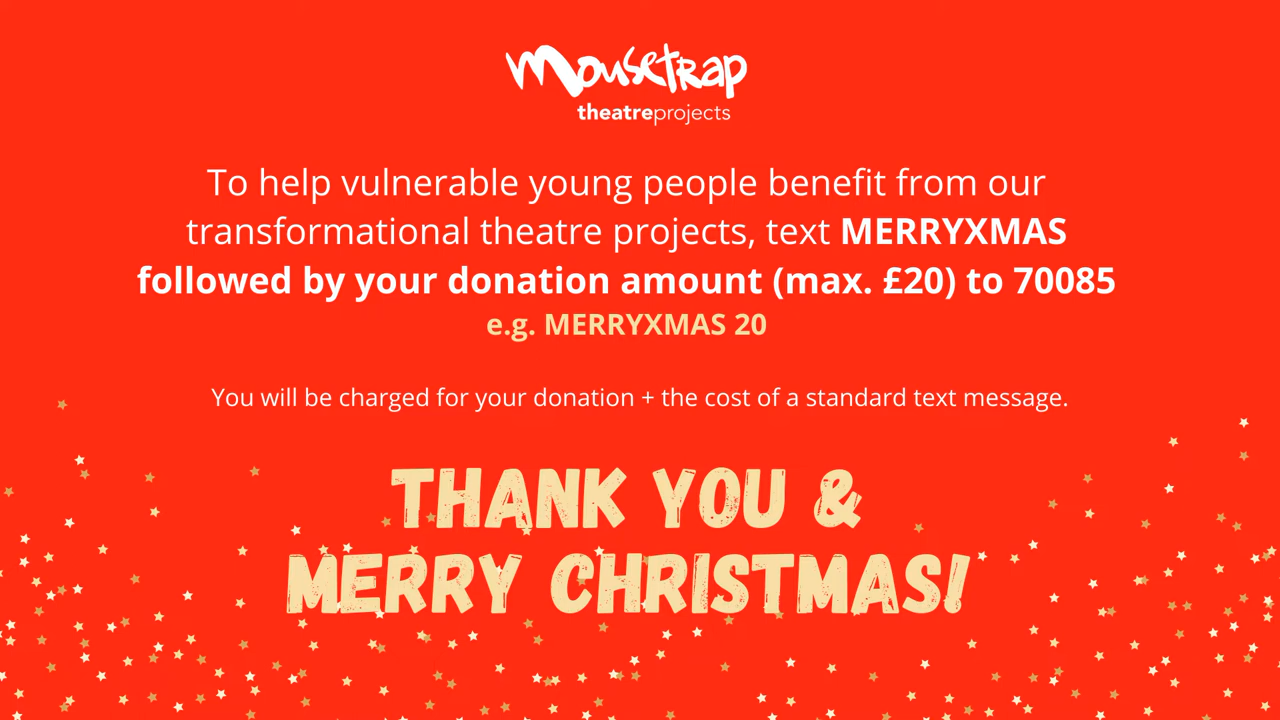 Mousetrap
theatreprojects
To help vulnerable young people benefit from our
transformational theatre projects, text MERRYXMAS
followed by your donation amount (max. £20) to 70085
e.g. MERRYXMAS 20
You will be charged for your donation + the cost of a standard text message.
THANK YOU &
MERRY CHRISTMAS!